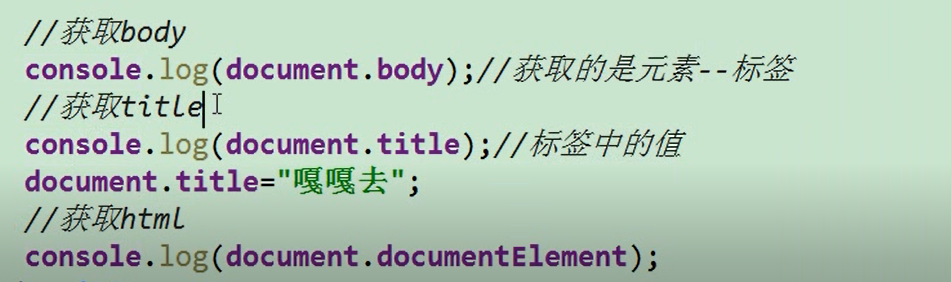 //获取body
console.log(document.body);//获取的是元素--标签
//获取title
console.log(document.title);//标签中的值
document.title="嘎嘎去";
//获取html
console.log(document.documentElement);